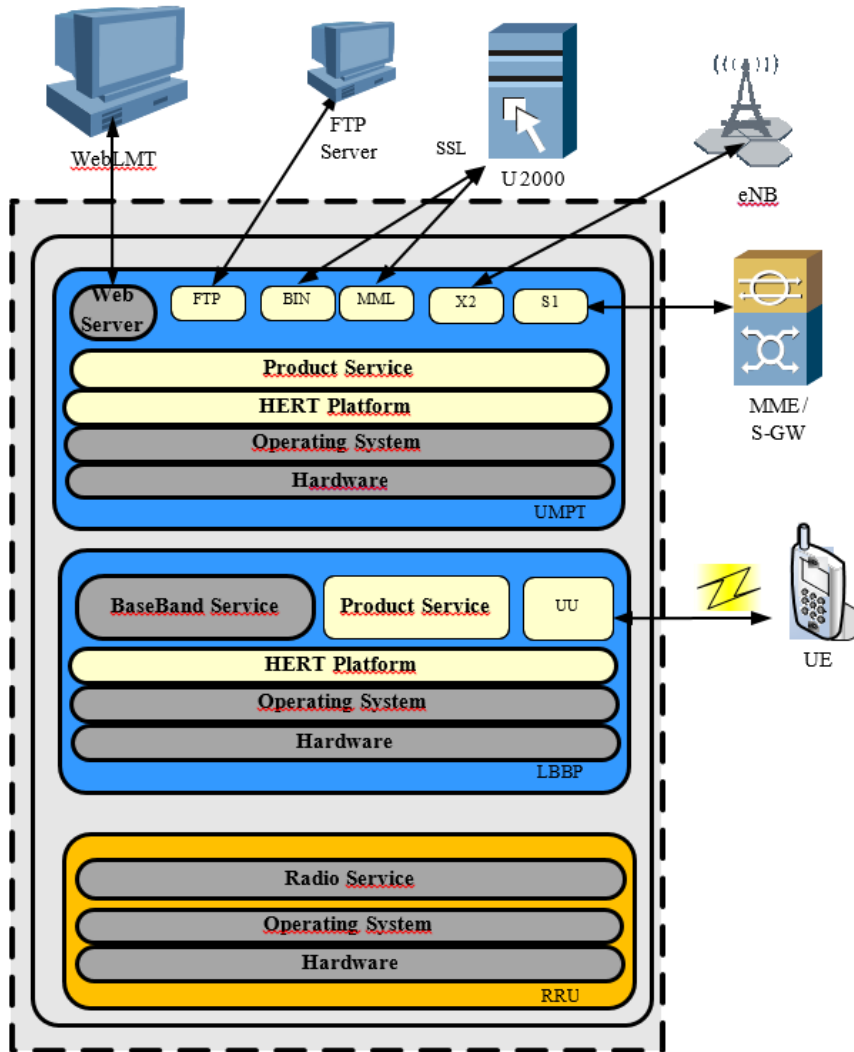 WebLMT
FTP
Server
SSL
U2000
eNB
Web
Server
FTP
BIN
MML
X2
S1
Product Service
HERT Platform
Operating System
Hardware
UMPT
MME/
S-GW
BaseBand Service
Product Service
UU
HERT Platform
Operating System
Hardware
LBBP
UE
Radio Service
Operating System
Hardware
RRU